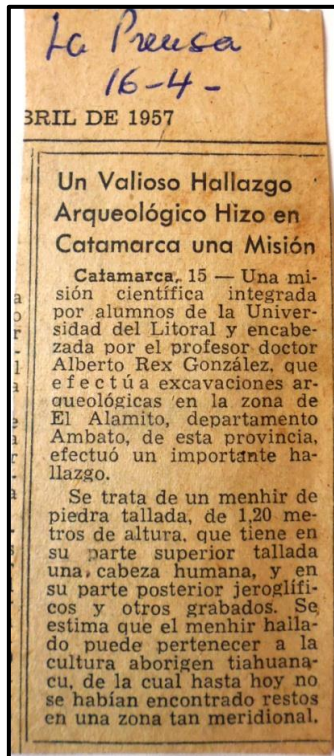 La Prensa
16-4-
BRIL DE 1957
Un Valioso Hallazgo
Arqueológico Hizo en
Catamarca una Misión
Catamarca, 15 — Una mi-
sión científica integrada
por alumnos de la Univer-
sidad del Litoral y encabe-
zada por el profesor doctor
Alberto Rex González, que
efectúa excavaciones ar-
queológicas en la zona de
El Alamito, departamento
Ambato, de esta provincia,
efectuó un importante ha-
llazgo.
Se trata de un menhir de
piedra tallada, de 1,20 me-
tros de altura, que tiene en
su parte superior tallada
una cabeza humana, y en
su parte posterior jeroglífi-
cos y otros grabados. Se
estima que el menhir halla-
do puede pertenecer a la
cultura aborigen tiahuana-
cu, de la cual hasta hoy no
se habían encontrado restos
en una zona tan meridional.